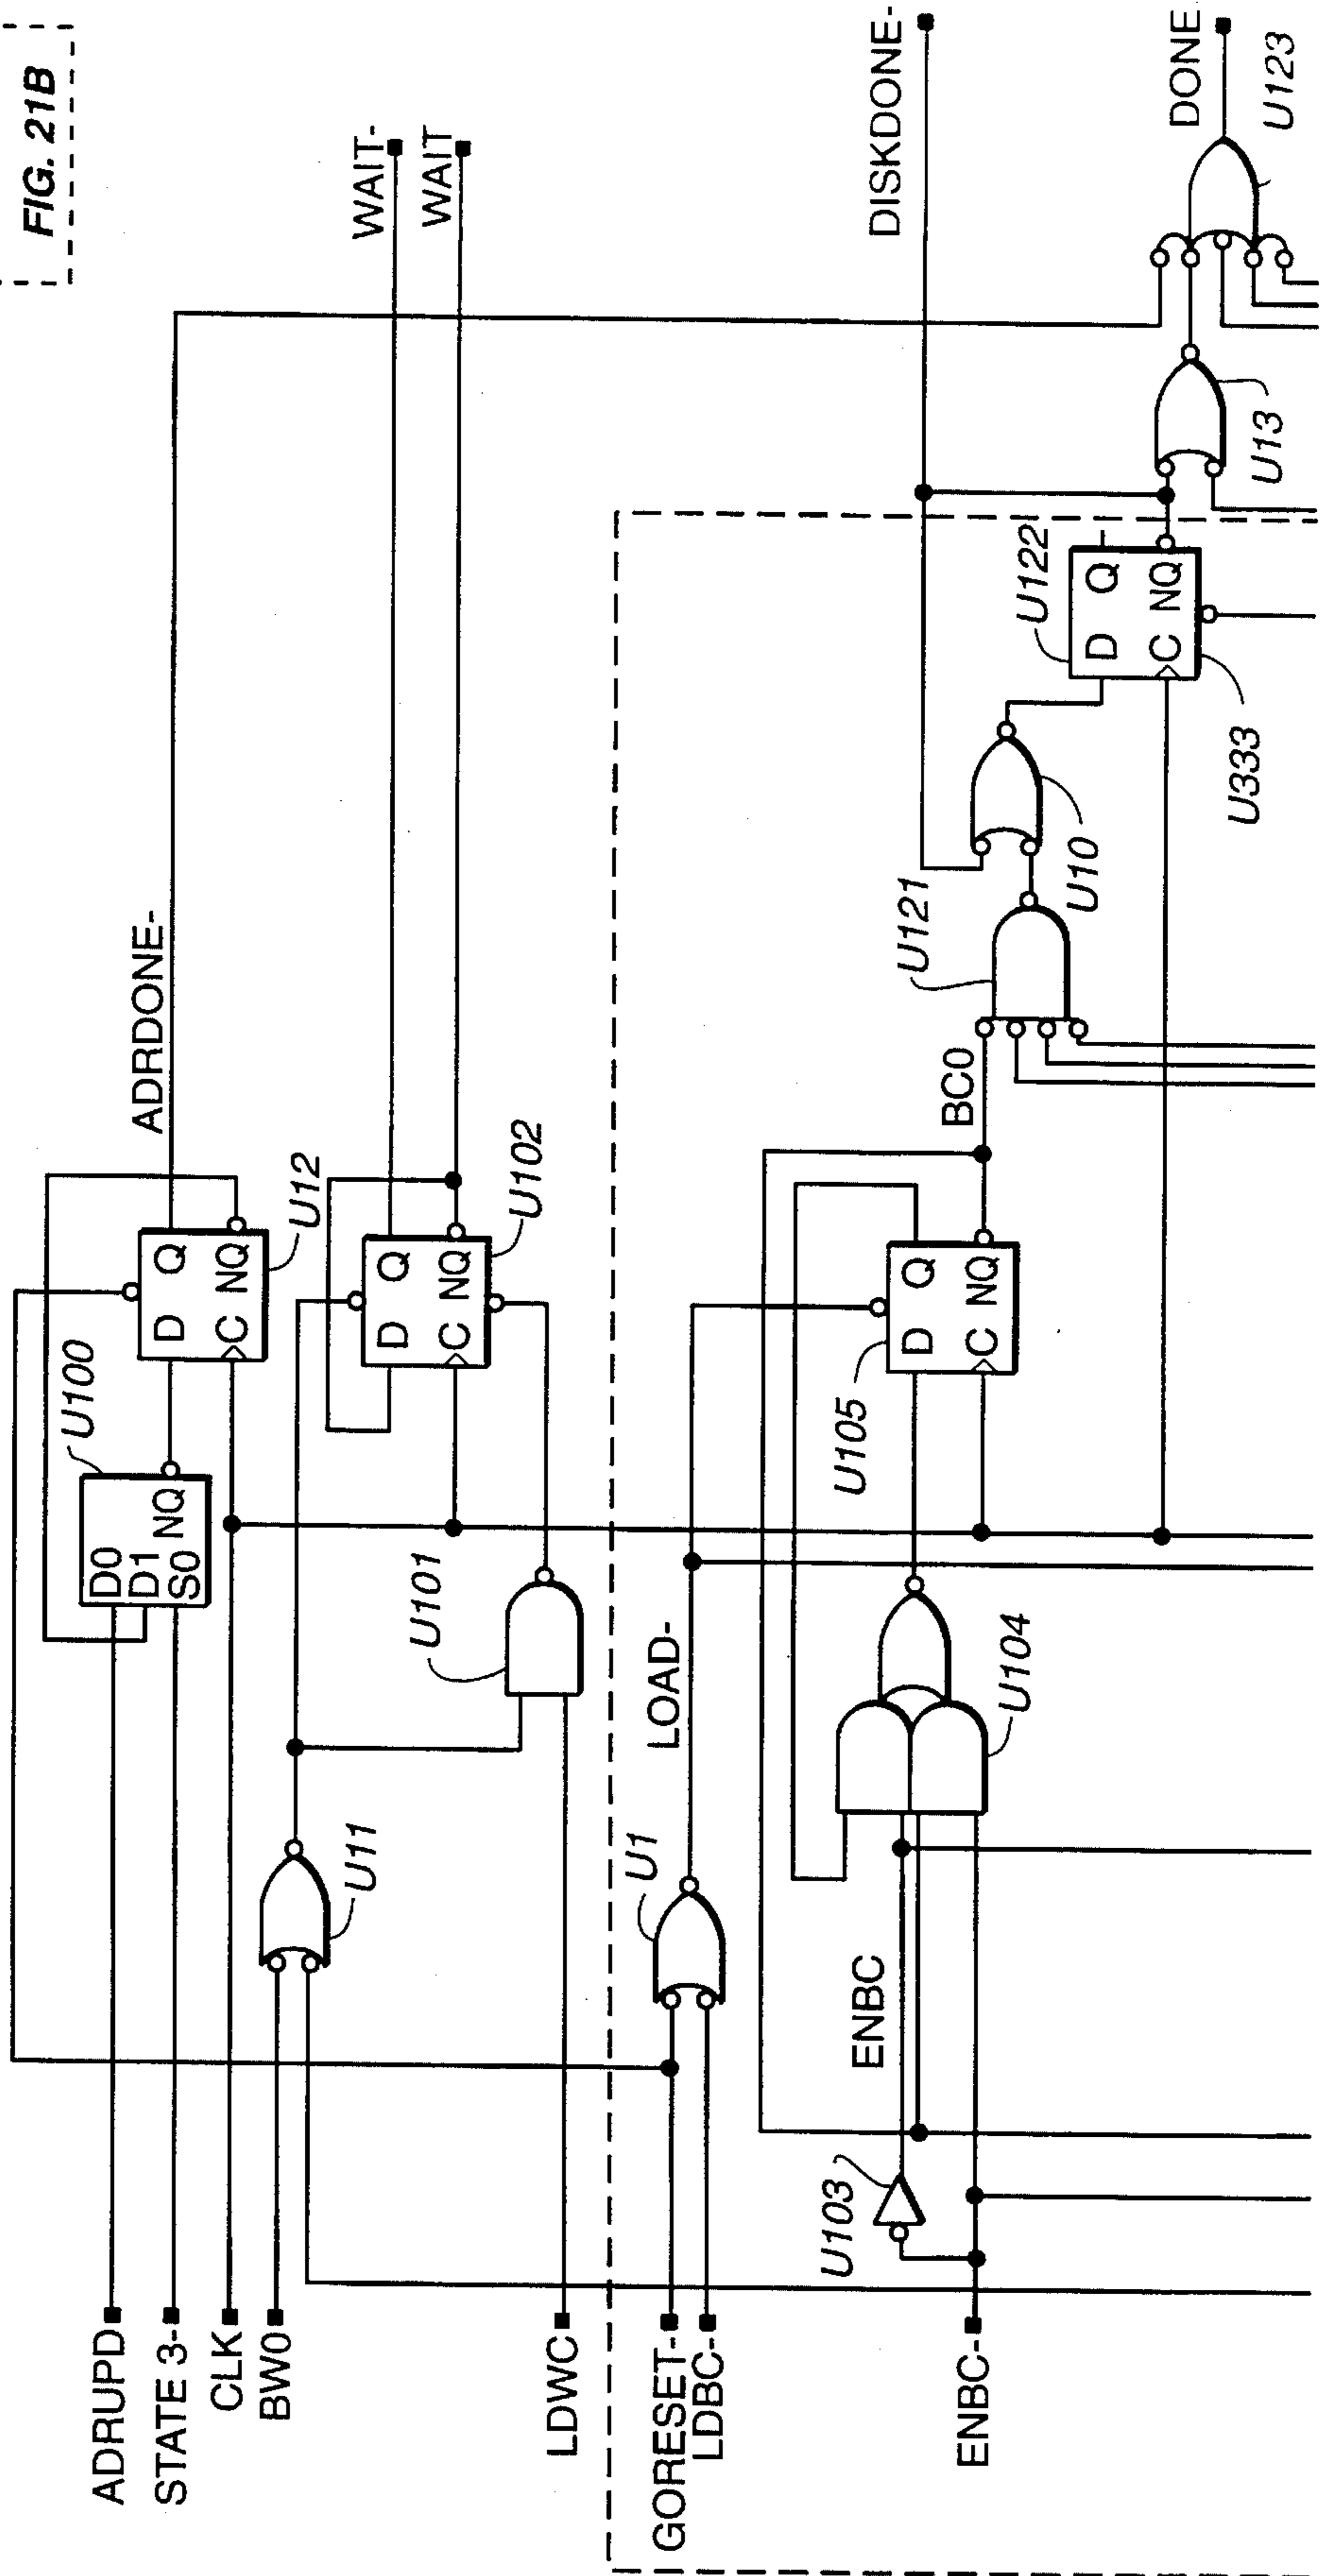 FIG. 21B
ADRUPD
STATE 3-
CLK
BW0
LDWC
GORESET-
LDBC-
ENBC-
U100
D0
D1
S0
NQ
D
Q
C
NQ
U12
ADRDONE-
U11
U101
D
Q
C
NQ
U102
WAIT-
WAIT
U1
LOAD-
U103
ENBC
U104
U105
D
Q
C
NQ
BC0
U121
U10
U122
D
Q
C
NQ
U333
DISKDONE-
U13
DONE
U123